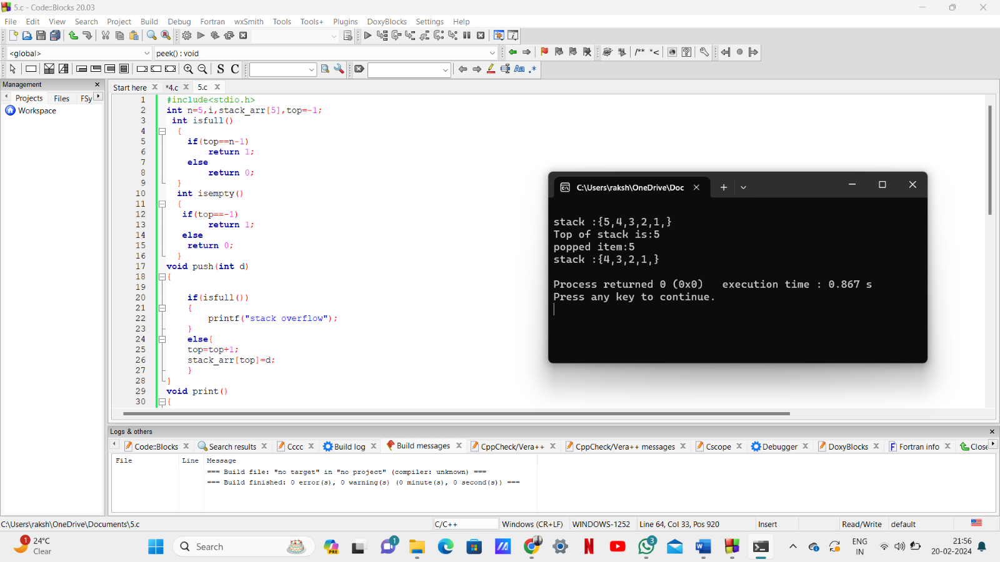 5.c - Code::Blocks 20.03
File Edit View Search Project Build Debug Fortran wxSmith Tools Tools+ Plugins DoxyBlocks Settings Help
<global> peek() : void
/** *<
S C
Aa .*
Management
Projects Files FSy
Workspace
Start here *4.c 5.c
1 #include<stdio.h>
2 int n=5,i,stack_arr[5],top=-1;
3 int isfull()
4 {
5 if(top==n-1)
6 return 1;
7 else
8 return 0;
9 }
10 int isempty()
11 {
12 if(top==-1)
13 return 1;
14 else
15 return 0;
16 }
17 void push(int d)
18 {
19
20 if(isfull())
21 {
22 printf("stack overflow");
23 }
24 else{
25 top=top+1;
26 stack_arr[top]=d;
27 }
28 }
29 void print()
30 {
C:\Users\raksh\OneDrive\Doc
stack :{5,4,3,2,1,}
Top of stack is:5
popped item:5
stack :{4,3,2,1,}
Process returned 0 (0x0) execution time : 0.867 s
Press any key to continue.
Logs & others
Code::Blocks Search results Cccc Build log Build messages CppCheck/Vera++ CppCheck/Vera++ messages Cscope Debugger DoxyBlocks Fortran info Close
File Line Message
=== Build file: "no target" in "no project" (compiler: unknown) ===
=== Build finished: 0 error(s), 0 warning(s) (0 minute(s), 0 second(s)) ===
C:\Users\raksh\OneDrive\Documents\5.c C/C++ Windows (CR+LF) WINDOWS-1252 Line 64, Col 33, Pos 920 Insert Read/Write default
1 24°C
Clear
Search
PRE
1
3
ENG
IN
21:56
20-02-2024